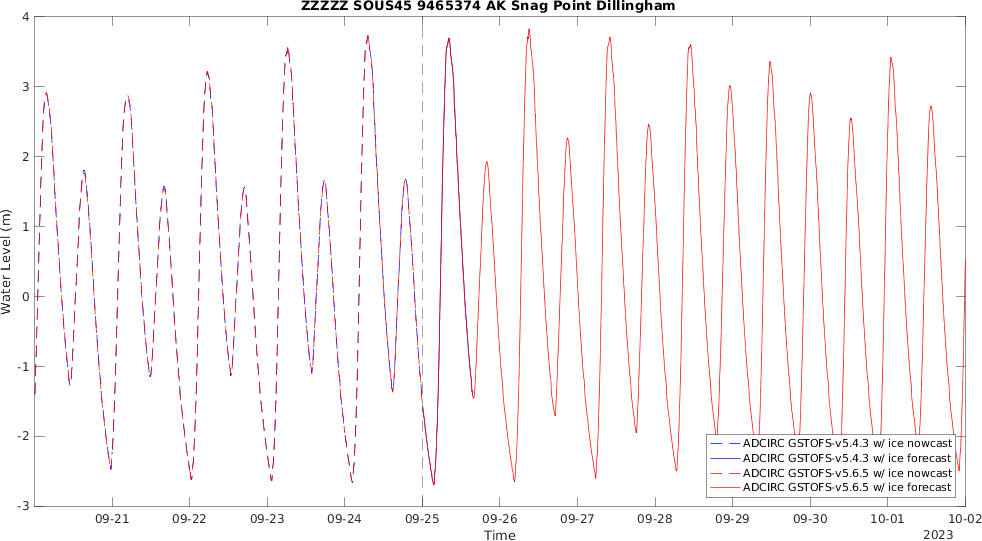 ZZZZZ SOUS45 9465374 AK Snag Point Dillingham
4
3
2
1
0
-1
-2
-3
Water Level (m)
ADCIRC GSTOFS-v5.4.3 w/ ice nowcast
ADCIRC GSTOFS-v5.4.3 w/ ice forecast
ADCIRC GSTOFS-v5.6.5 w/ ice nowcast
ADCIRC GSTOFS-v5.6.5 w/ ice forecast
09-21 09-22 09-23 09-24 09-25 09-26 09-27 09-28 09-29 09-30 10-01 10-02
Time 2023